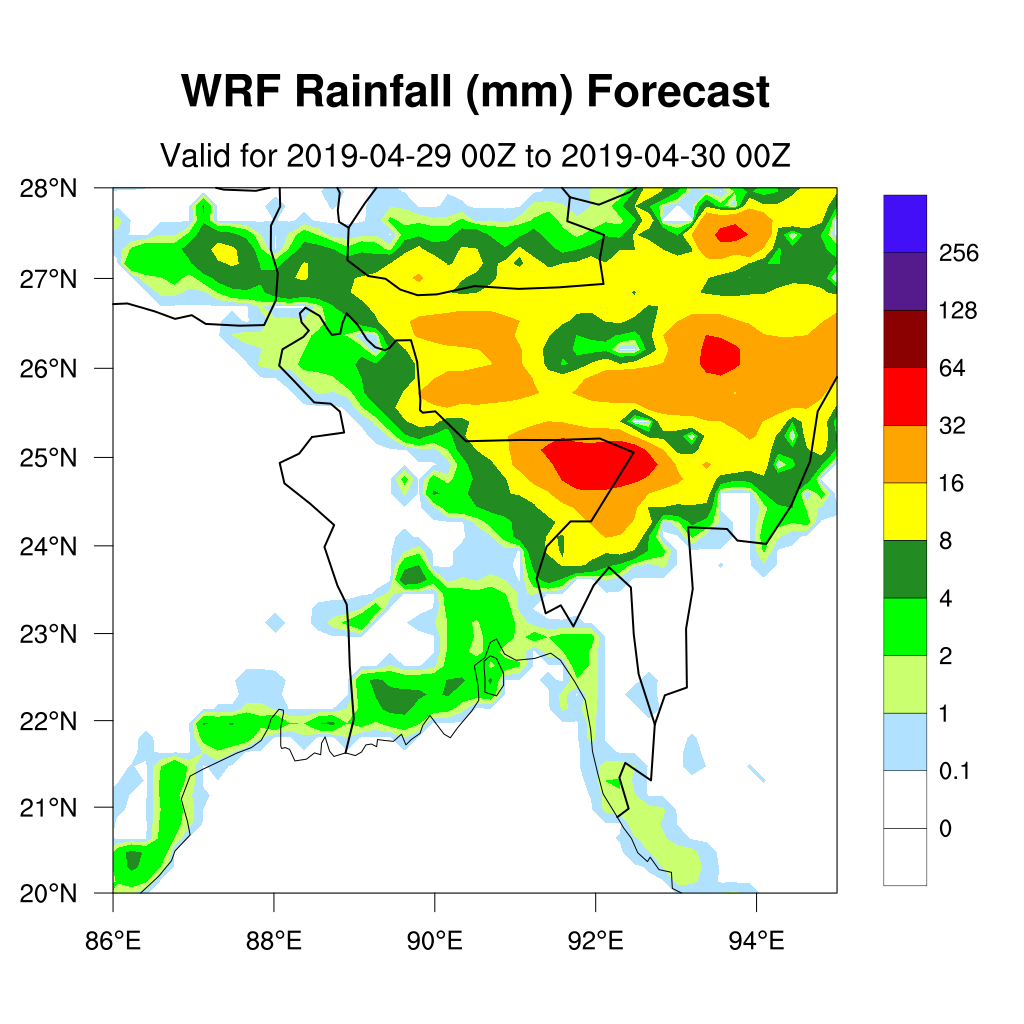 WRF Rainfall (mm) Forecast
Valid for 2019-04-29 00Z to 2019-04-30 00Z
28°N
27°N
26°N
25°N
24°N
23°N
22°N
21°N
20°N
86°E 88°E 90°E 92°E 94°E
256
128
64
32
16
8
4
2
1
0.1
0